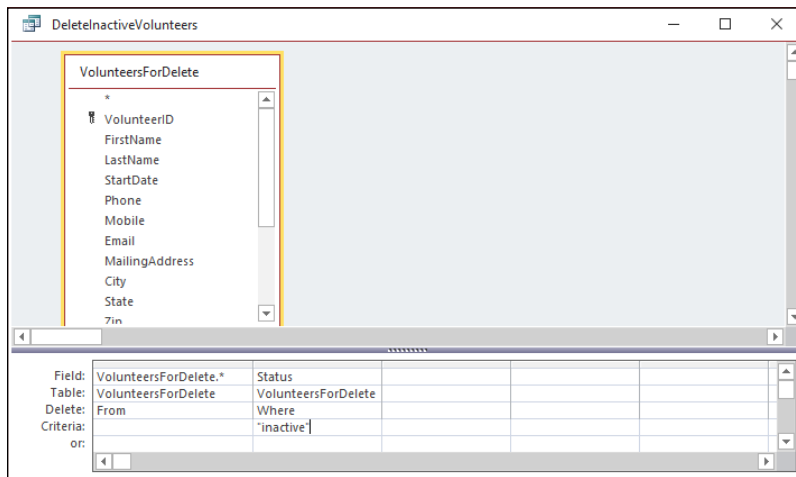 DeleteInactiveVolunteers
VolunteersForDelete
*
VolunteerID
FirstName
LastName
StartDate
Phone
Mobile
Email
MailingAddress
City
State
Zip
Field: VolunteersForDelete.* Status
Table: VolunteersForDelete VolunteersForDelete
Delete: From Where
Criteria: "inactive"
or: